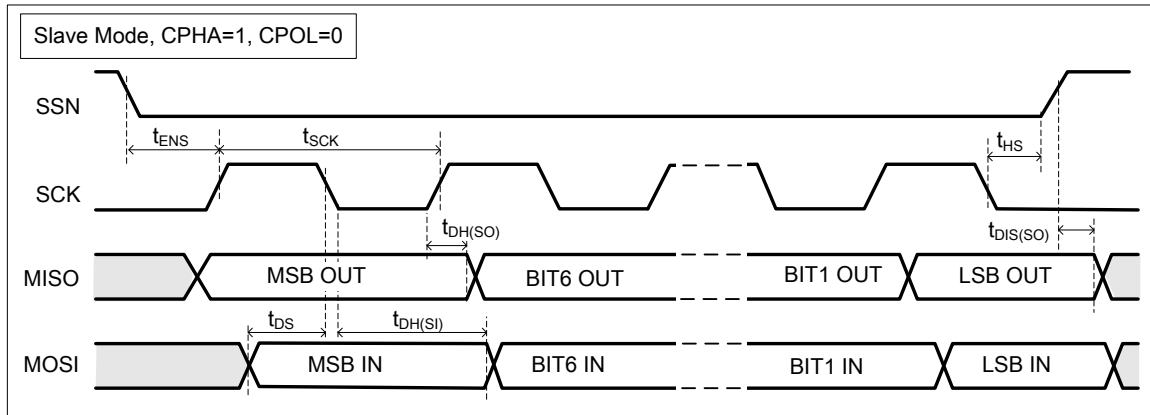 Slave Mode, CPHA=1, CPOL=0
SSN
tENS
tSCK
tHS
SCK
tDH(SO)
tDIS(SO)
MISO
MSB OUT
BIT6 OUT
BIT1 OUT
LSB OUT
tDS
tDH(SI)
MOSI
MSB IN
BIT6 IN
BIT1 IN
LSB IN